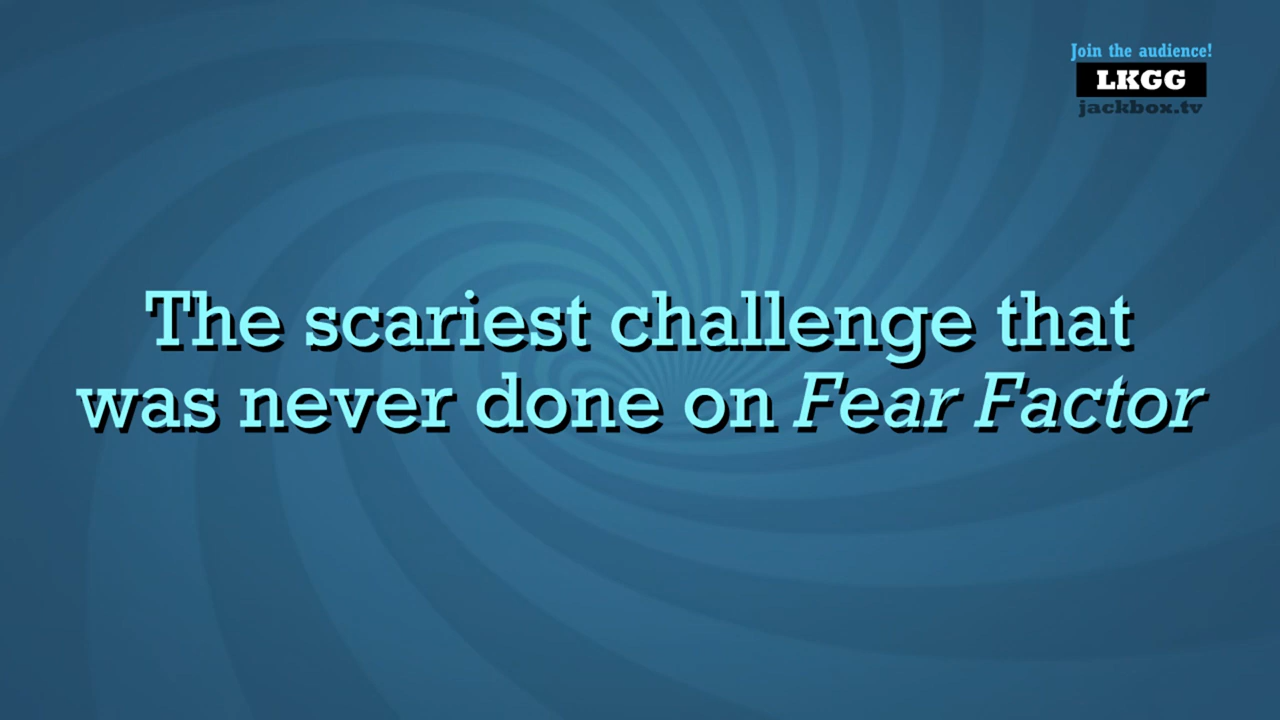 Join the audience!
LKGG
jackbox.tv
The scariest challenge that
was never done on Fear Factor